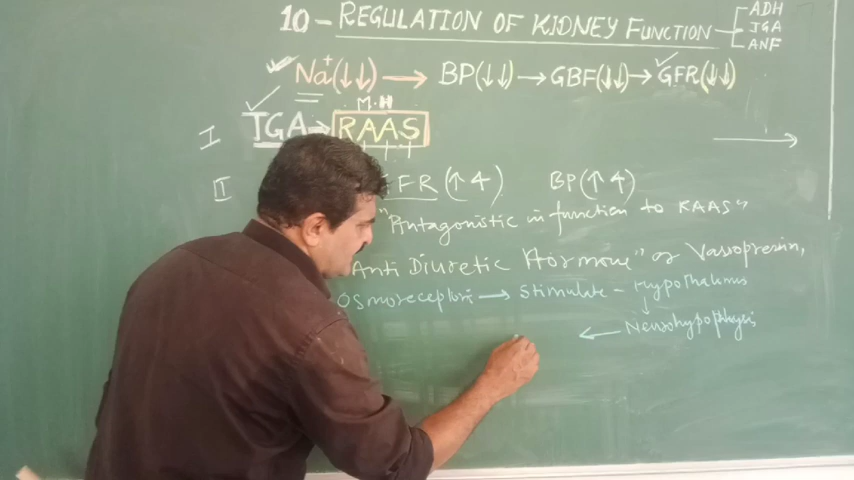 10 – REGULATION OF KIDNEY FUNCTION
ADH
JGA
ANF
Na+(↓↓) → BP(↓↓) → GBF(↓↓) → GFR(↓↓)
M.H
I JGA → RAAS →
II FR (↑↑) BP(↑↑)
"Antagonistic in function to RAAS"
Anti Diuretic Hormone" or Vasopressin,
Osmoreceptors → Stimulate – Hypothalamus
↓
← Neurohypophysis